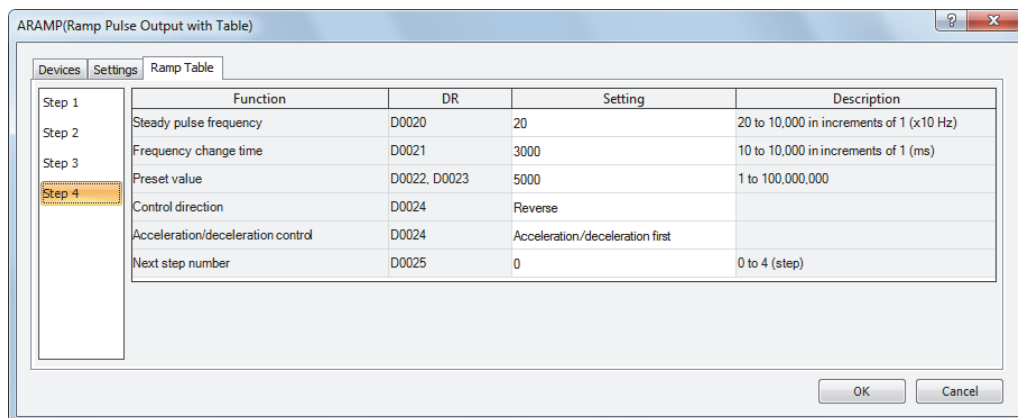 ARAMP(Ramp Pulse Output with Table)
Devices Settings Ramp Table
Step 1
Step 2
Step 3
Step 4
Function DR Setting Description
Steady pulse frequency D0020 20 20 to 10,000 in increments of 1 (x10 Hz)
Frequency change time D0021 3000 10 to 10,000 in increments of 1 (ms)
Preset value D0022, D0023 5000 1 to 100,000,000
Control direction D0024 Reverse
Acceleration/deceleration control D0024 Acceleration/deceleration first
Next step number D0025 0 0 to 4 (step)
OK Cancel